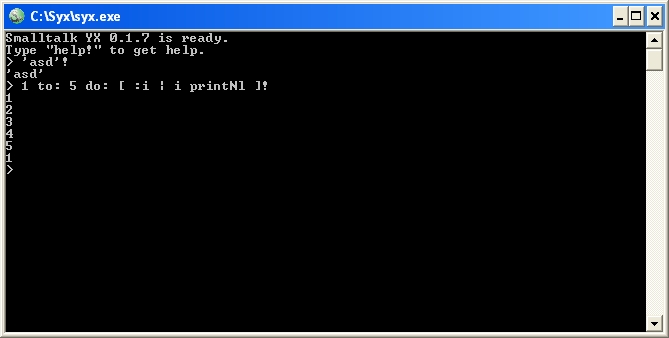 C:\Syx\syx.exe
Smalltalk YX 0.1.7 is ready.
Type "help!" to get help.
> 'asd'!
'asd'
> 1 to: 5 do: [ :i | i printNl ]!
1
2
3
4
5
1
>